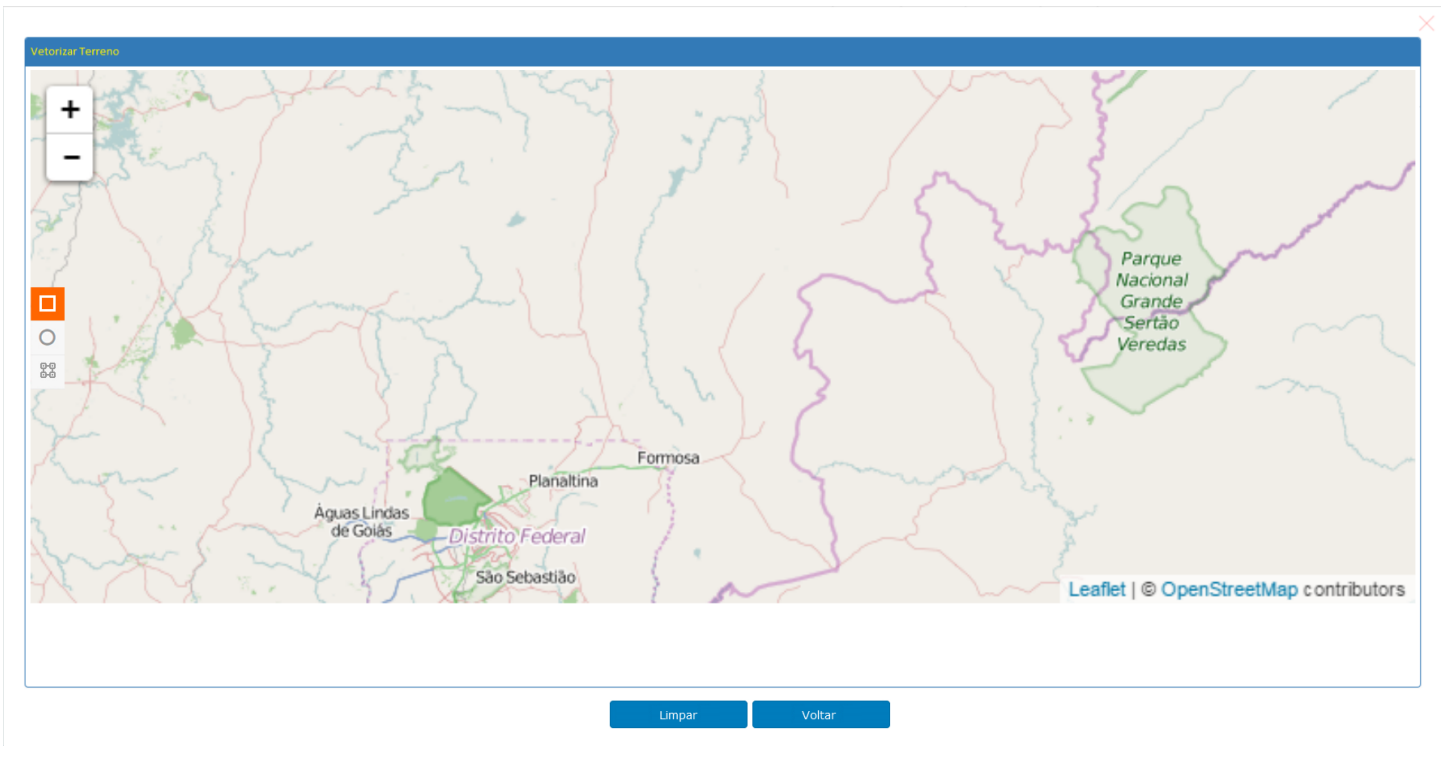 Vetorizar Terreno
+
−
Parque
Nacional
Grande
Sertão
Veredas
Formosa
Planaltina
Águas Lindas
de Goiás
Distrito Federal
São Sebastião
Leaflet | © OpenStreetMap contributors
Limpar
Voltar